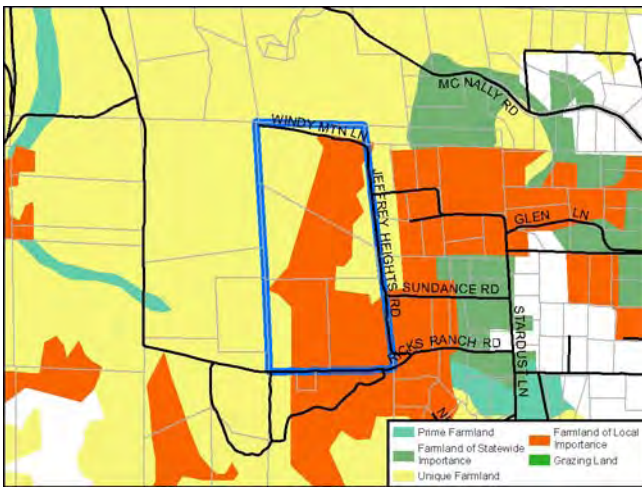 MC NALLY RD
WINDY MTN LN
JEFFREY HEIGHTS RD
GLEN LN
SUNDANCE RD
STARDUST LN
RICKS RANCH RD
Prime Farmland
Farmland of Statewide
Importance
Unique Farmland
Farmland of Local
Importance
Grazing Land